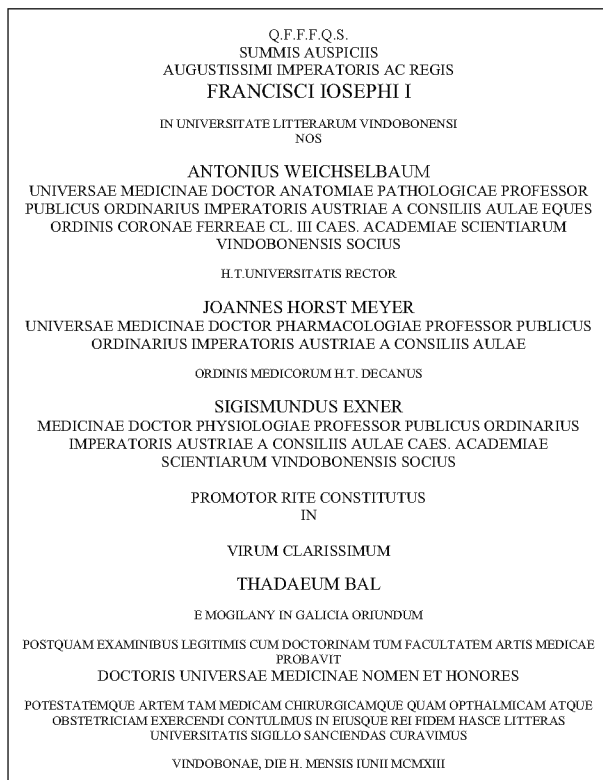 Q.F.F.F.Q.S.
SUMMIS AUSPICIIS
AUGUSTISSIMI IMPERATORIS AC REGIS
FRANCISCI IOSEPHI I
IN UNIVERSITATE LITTERARUM VINDOBONENSI
NOS
ANTONIUS WEICHSELBAUM
UNIVERSAE MEDICINAE DOCTOR ANATOMIAE PATHOLOGICAE PROFESSOR
PUBLICUS ORDINARIUS IMPERATORIS AUSTRIAE A CONSILIIS AULAE EQUES
ORDINIS CORONAE FERREAE CL. III CAES. ACADEMIAE SCIENTIARUM
VINDOBONENSIS SOCIUS
H.T.UNIVERSITATIS RECTOR
JOANNES HORST MEYER
UNIVERSAE MEDICINAE DOCTOR PHARMACOLOGIAE PROFESSOR PUBLICUS
ORDINARIUS IMPERATORIS AUSTRIAE A CONSILIIS AULAE
ORDINIS MEDICORUM H.T. DECANUS
SIGISMUNDUS EXNER
MEDICINAE DOCTOR PHYSIOLOGIAE PROFESSOR PUBLICUS ORDINARIUS
IMPERATORIS AUSTRIAE A CONSILIIS AULAE CAES. ACADEMIAE
SCIENTIARUM VINDOBONENSIS SOCIUS
PROMOTOR RITE CONSTITUTUS
IN
VIRUM CLARISSIMUM
THADAEUM BAL
E MOGILANY IN GALICIA ORIUNDUM
POSTQUAM EXAMINIBUS LEGITIMIS CUM DOCTORINAM TUM FACULTATEM ARTIS MEDICAE
PROBAVIT
DOCTORIS UNIVERSAE MEDICINAE NOMEN ET HONORES
POTESTATEMQUE ARTEM TAM MEDICAM CHIRURGICAMQUE QUAM OPTHALMICAM ATQUE
OBSTETRICIAM EXERCENDI CONTULIMUS IN EIUSQUE REI FIDEM HASCE LITTERAS
UNIVERSITATIS SIGILLO SANCIENDAS CURAVIMUS
VINDOBONAE, DIE H. MENSIS IUNII MCMXIII